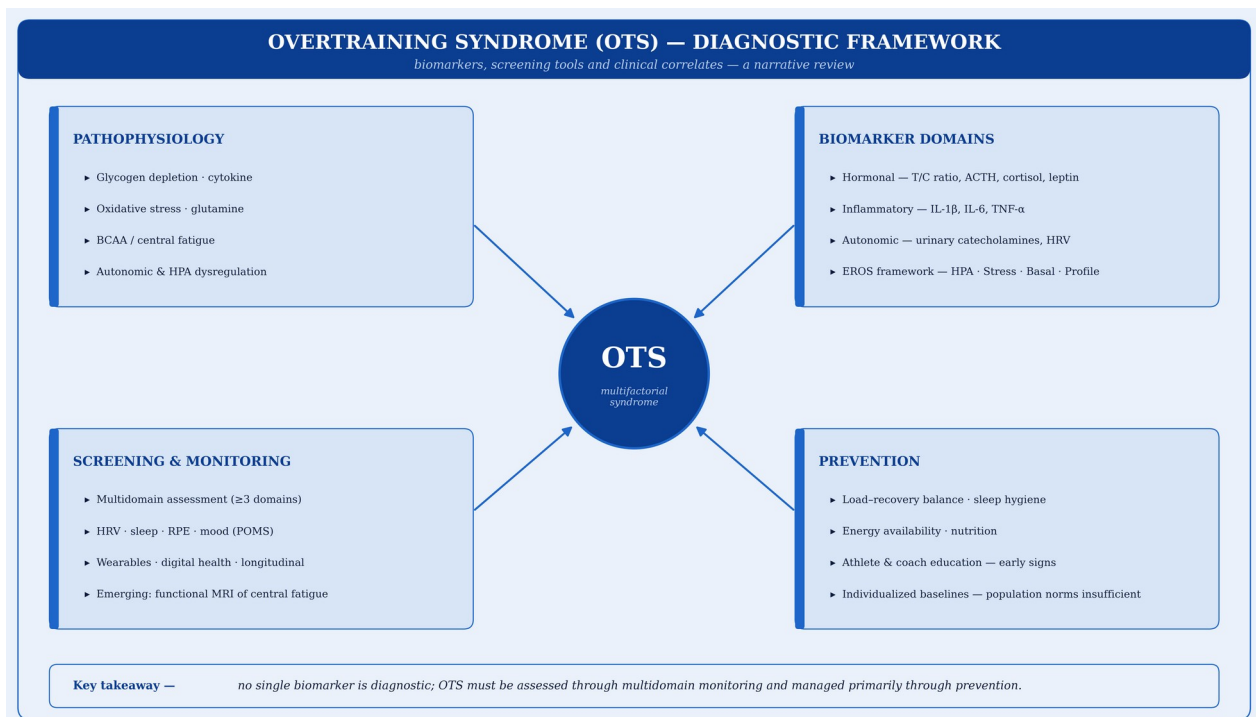 OVERTRAINING SYNDROME (OTS) — DIAGNOSTIC FRAMEWORK
biomarkers, screening tools and clinical correlates — a narrative review
PATHOPHYSIOLOGY
▸ Glycogen depletion · cytokine
▸ Oxidative stress · glutamine
▸ BCAA / central fatigue
▸ Autonomic & HPA dysregulation
BIOMARKER DOMAINS
▸ Hormonal — T/C ratio, ACTH, cortisol, leptin
▸ Inflammatory — IL-1β, IL-6, TNF-α
▸ Autonomic — urinary catecholamines, HRV
▸ EROS framework — HPA · Stress · Basal · Profile
OTS
multifactorial
syndrome
SCREENING & MONITORING
▸ Multidomain assessment (≥3 domains)
▸ HRV · sleep · RPE · mood (POMS)
▸ Wearables · digital health · longitudinal
▸ Emerging: functional MRI of central fatigue
PREVENTION
▸ Load–recovery balance · sleep hygiene
▸ Energy availability · nutrition
▸ Athlete & coach education — early signs
▸ Individualized baselines — population norms insufficient
Key takeaway — no single biomarker is diagnostic; OTS must be assessed through multidomain monitoring and managed primarily through prevention.